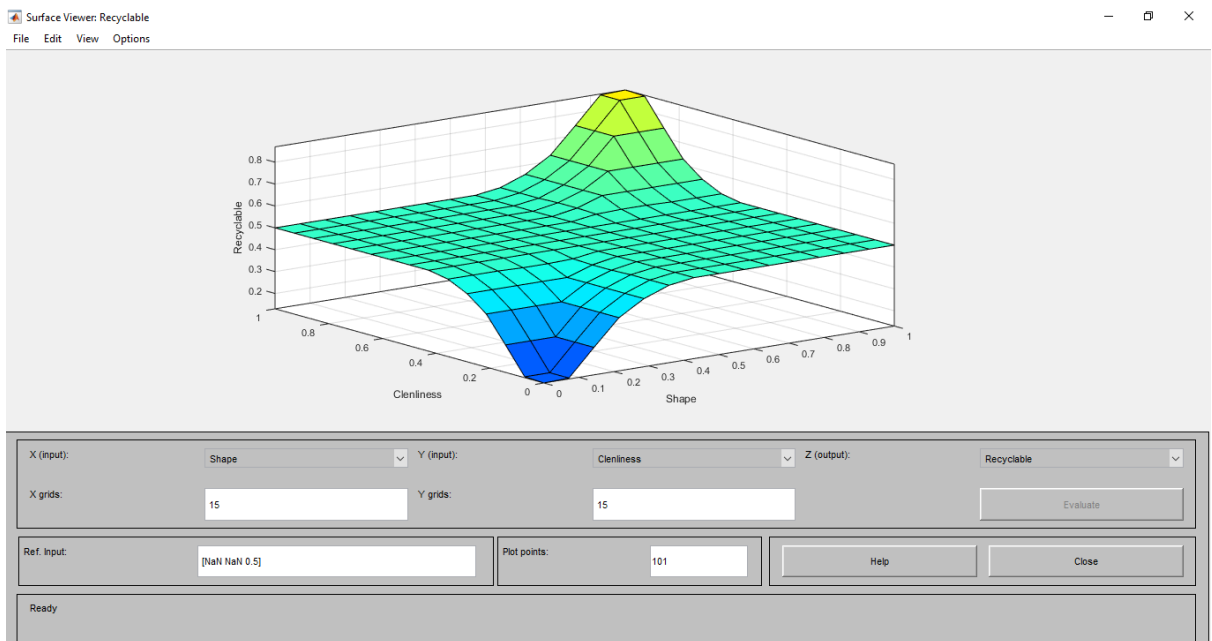 Surface Viewer: Recyclable
File Edit View Options
0.8
0.7
0.6
0.5
0.4
0.3
0.2
Recyclable
1
0.8
0.6
0.4
0.2
0
Clenliness
0
0.1
0.2
0.3
0.4
0.5
0.6
0.7
0.8
0.9
1
Shape
X (input): Shape Y (input): Clenliness Z (output): Recyclable
X grids: 15 Y grids: 15 Evaluate
Ref. Input: [NaN NaN 0.5] Plot points: 101 Help Close
Ready